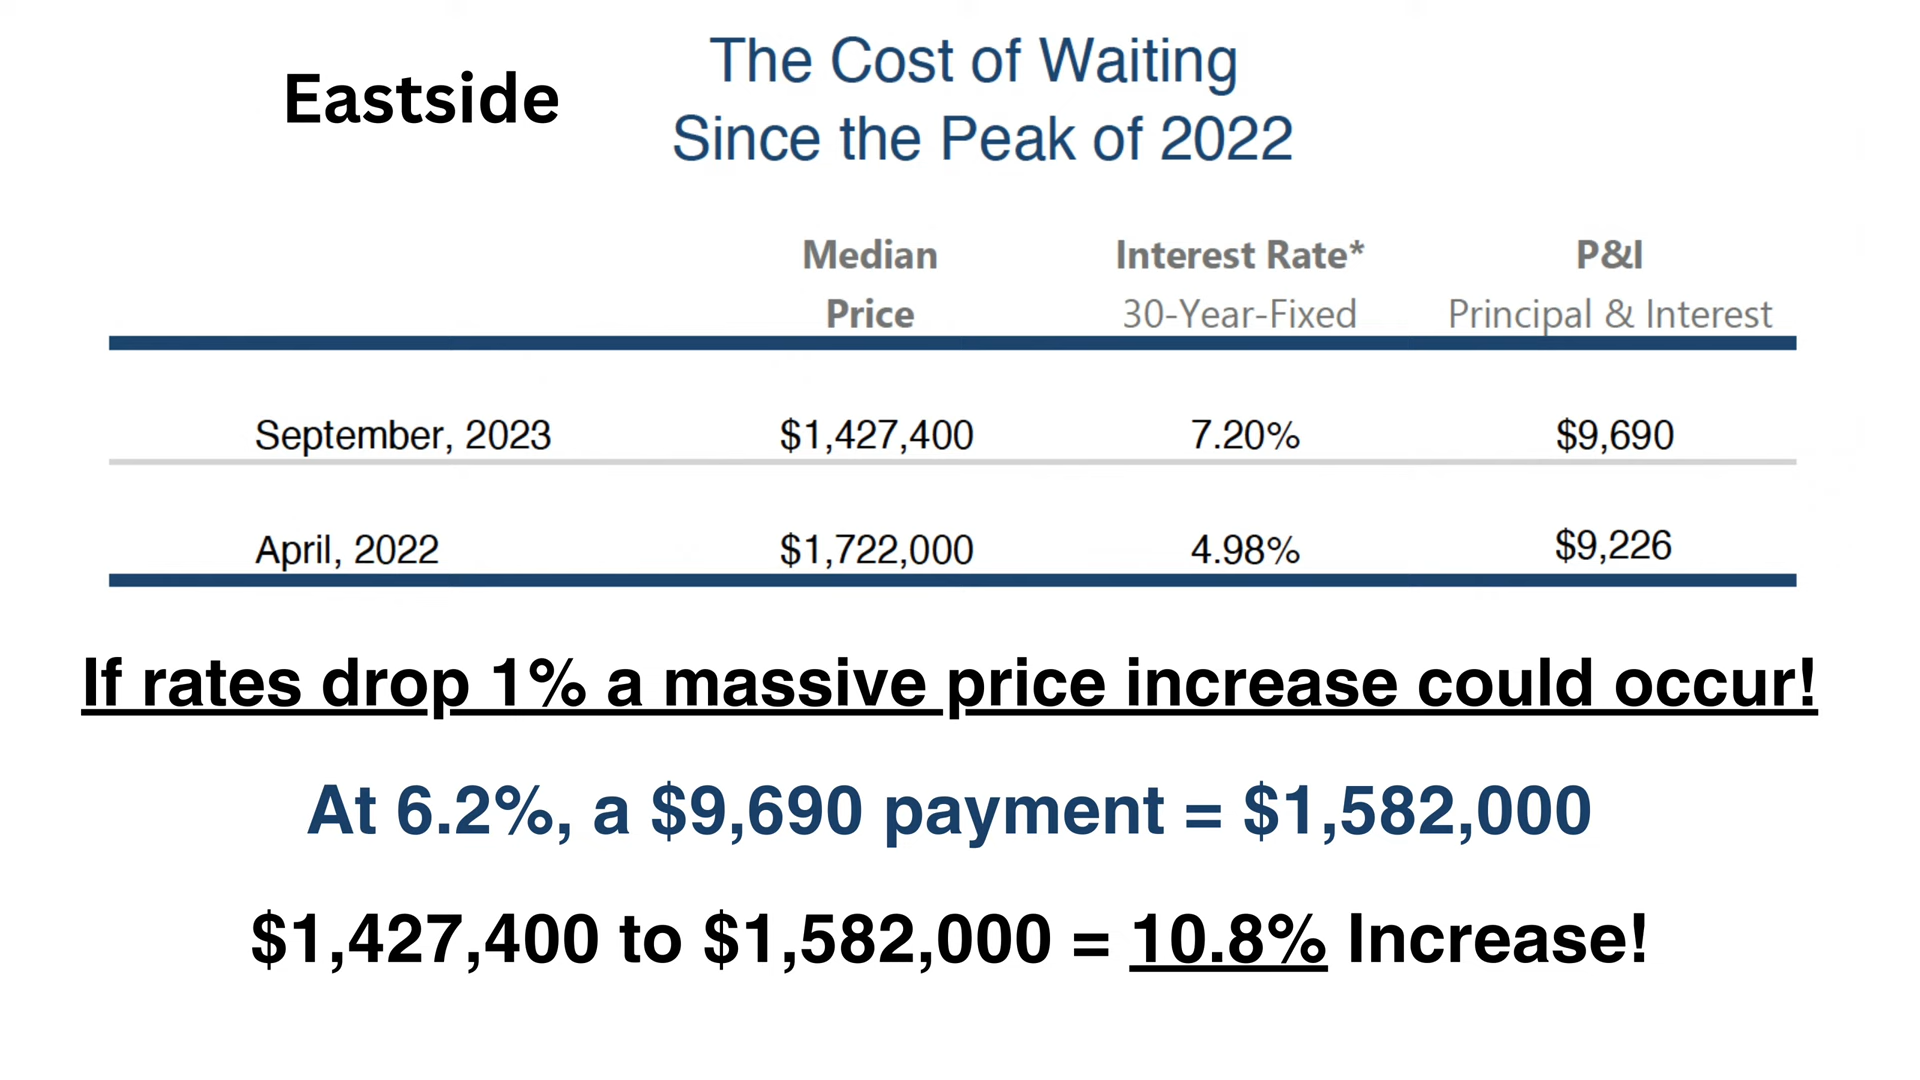 Eastside
The Cost of Waiting
Since the Peak of 2022
Median Interest Rate* P&I
Price 30-Year-Fixed Principal & Interest
September, 2023 $1,427,400 7.20% $9,690
April, 2022 $1,722,000 4.98% $9,226
If rates drop 1% a massive price increase could occur!
At 6.2%, a $9,690 payment = $1,582,000
$1,427,400 to $1,582,000 = 10.8% Increase!